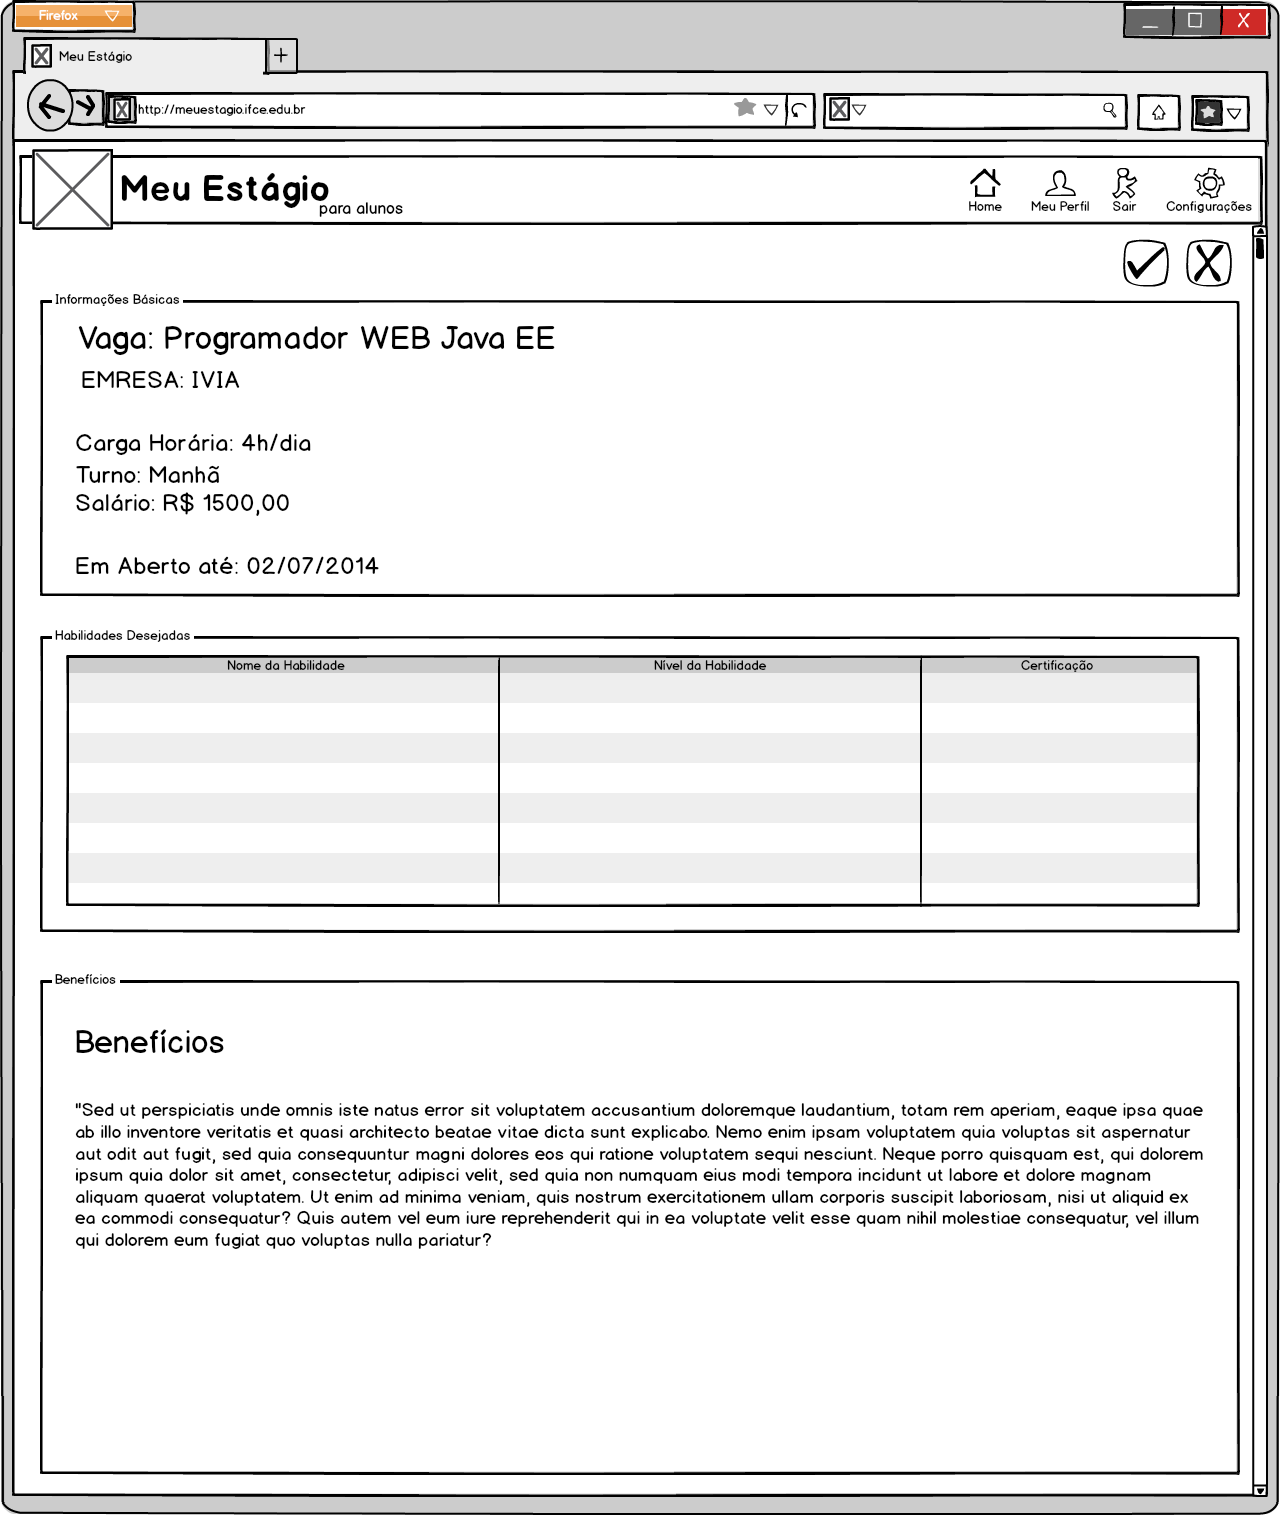 Firefox
Meu Estágio
http://meuestagio.ifce.edu.br
Meu Estágio
para alunos
Home
Meu Perfil
Sair
Configurações
Informações Básicas
Vaga: Programador WEB Java EE
EMRESA: IVIA
Carga Horária: 4h/dia
Turno: Manhã
Salário: R$ 1500,00
Em Aberto até: 02/07/2014
Habilidades Desejadas
Nome da Habilidade
Nível da Habilidade
Certificação
Benefícios
Benefícios
"Sed ut perspiciatis unde omnis iste natus error sit voluptatem accusantium doloremque laudantium, totam rem aperiam, eaque ipsa quae
ab illo inventore veritatis et quasi architecto beatae vitae dicta sunt explicabo. Nemo enim ipsam voluptatem quia voluptas sit aspernatur
aut odit aut fugit, sed quia consequuntur magni dolores eos qui ratione voluptatem sequi nesciunt. Neque porro quisquam est, qui dolorem
ipsum quia dolor sit amet, consectetur, adipisci velit, sed quia non numquam eius modi tempora incidunt ut labore et dolore magnam
aliquam quaerat voluptatem. Ut enim ad minima veniam, quis nostrum exercitationem ullam corporis suscipit laboriosam, nisi ut aliquid ex
ea commodi consequatur? Quis autem vel eum iure reprehenderit qui in ea voluptate velit esse quam nihil molestiae consequatur, vel illum
qui dolorem eum fugiat quo voluptas nulla pariatur?